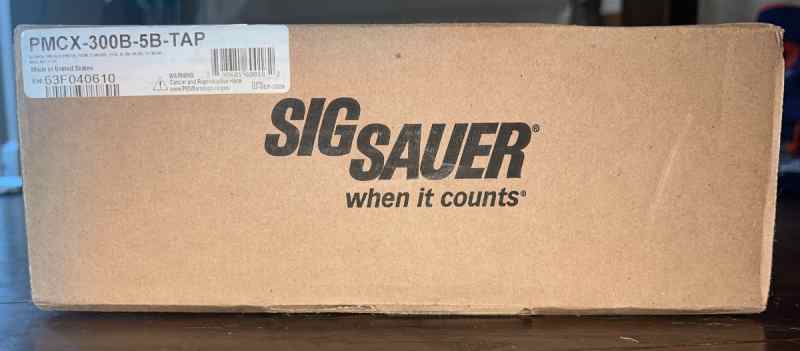 PMCX-300B-5B-TAP
Made in United States
S/N: 63F040610
WARNING:
Cancer and Reproductive Harm
www.P65Warnings.ca.gov
SIG SAUER®
when it counts®